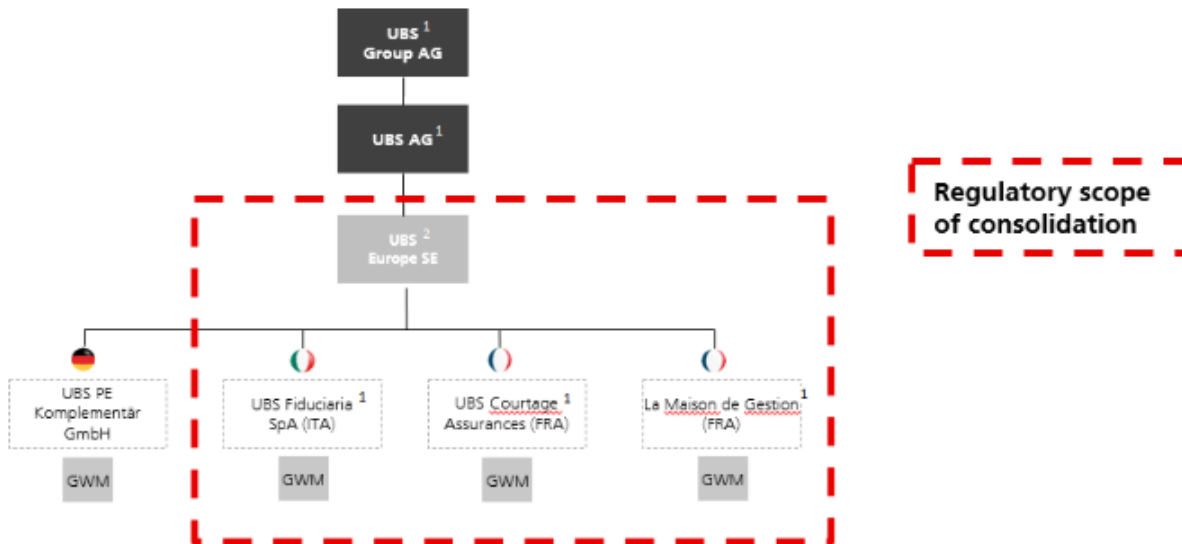 UBS 1
Group AG
UBS AG 1
Regulatory scope
of consolidation
UBS 2
Europe SE
UBS PE
Komplementär
GmbH
UBS Fiduciaria 1
SpA (ITA)
UBS Courtage 1
Assurances (FRA)
La Maison de Gestion 1
(FRA)
GWM
GWM
GWM
GWM